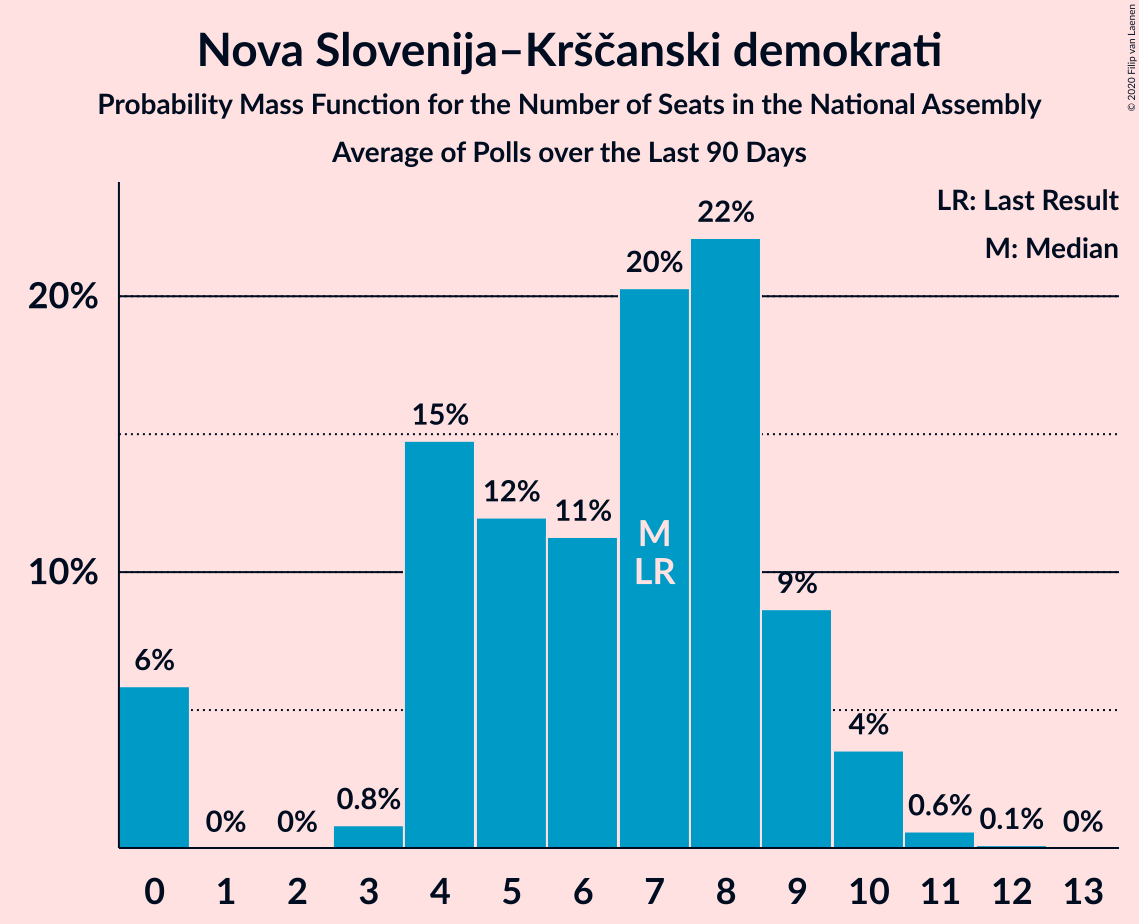 Nova Slovenija–Krščanski demokrati
Probability Mass Function for the Number of Seats in the National Assembly
Average of Polls over the Last 90 Days
© 2020 Filip van Laenen
LR: Last Result
M: Median
22%
20%
20%
15%
12%
11%
M
LR
10%
9%
6%
4%
0.8%
0.6%
0.1%
0%
0%
0%
0 1 2 3 4 5 6 7 8 9 10 11 12 13